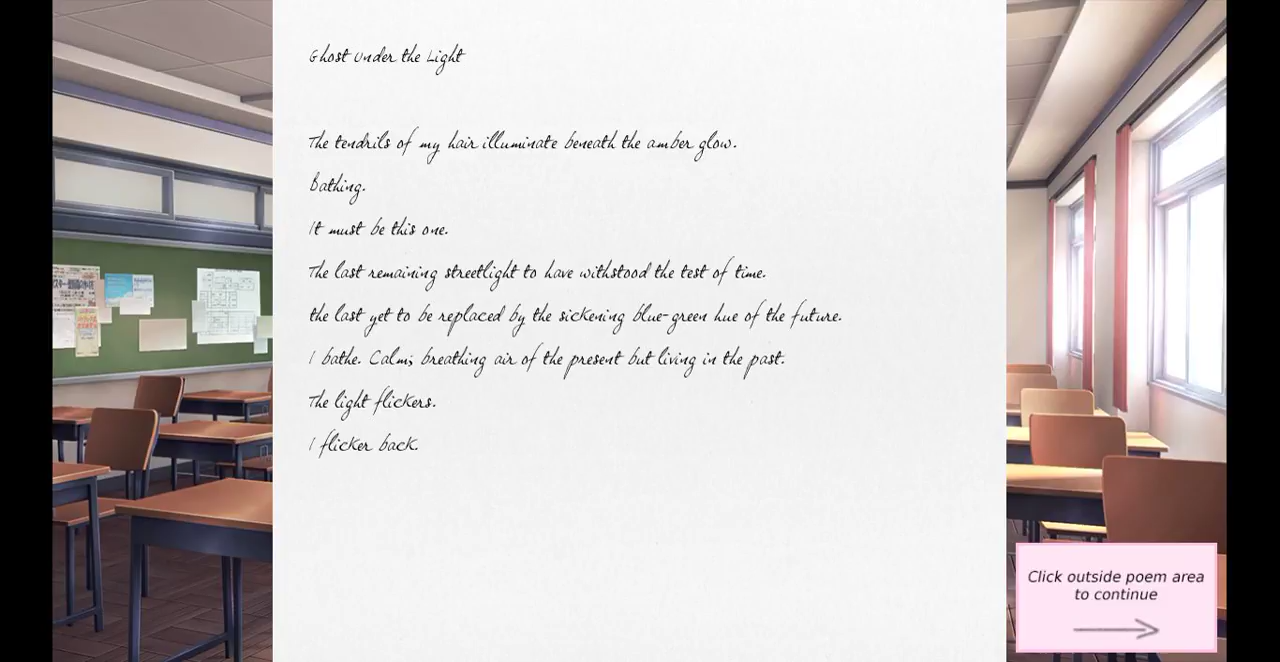 Ghost Under the Light
The tendrils of my hair illuminate beneath the amber glow.
Bathing.
It must be this one.
The last remaining streetlight to have withstood the test of time.
the last yet to be replaced by the sickening blue-green hue of the future.
I bathe. Calm; breathing air of the present but living in the past.
The light flickers.
I flicker back.
Click outside poem area
to continue